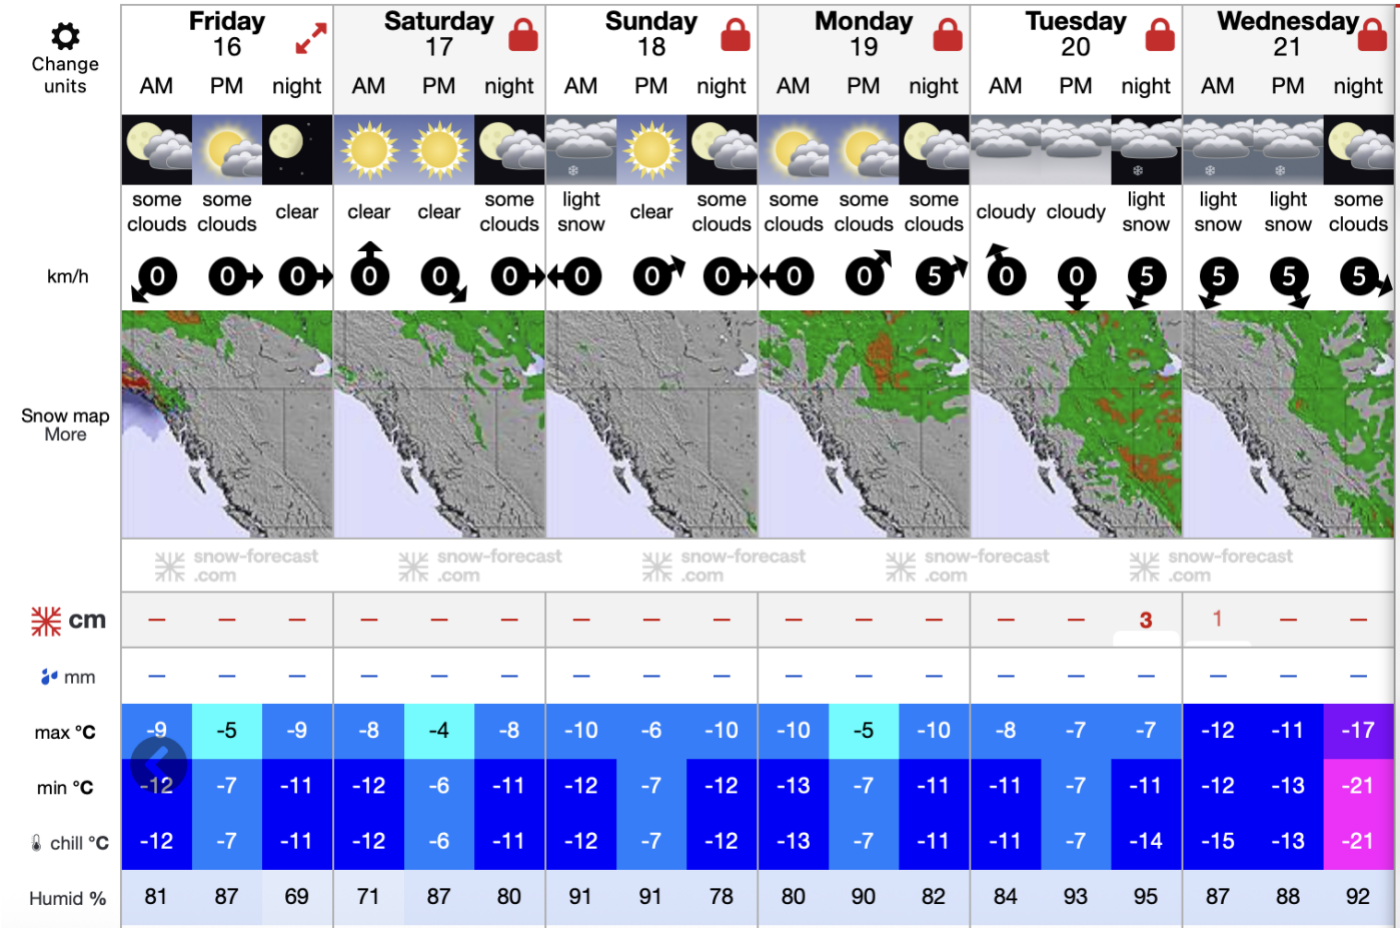 Friday Saturday Sunday Monday Tuesday Wednesday
16 17 18 19 20 21
Change
units
AM PM night AM PM night AM PM night AM PM night AM PM night AM PM night
some some clear clear clear some light clear some some some some cloudy cloudy light light light some
clouds clouds clouds snow clouds clouds clouds clouds snow snow snow clouds
km/h 0 0 0 0 0 0 0 0 0 0 0 5 0 0 5 5 5 5
Snow map
More
snow-forecast snow-forecast snow-forecast snow-forecast snow-forecast
.com .com .com .com .com
cm — — — — — — — — — — — — — — 3 1 — —
mm — — — — — — — — — — — — — — — — — —
max °C -9 -5 -9 -8 -4 -8 -10 -6 -10 -10 -5 -10 -8 -7 -7 -12 -11 -17
min °C -12 -7 -11 -12 -6 -11 -12 -7 -12 -13 -7 -11 -11 -7 -11 -12 -13 -21
chill °C -12 -7 -11 -12 -6 -11 -12 -7 -12 -13 -7 -11 -11 -7 -14 -15 -13 -21
Humid % 81 87 69 71 87 80 91 91 78 80 90 82 84 93 95 87 88 92